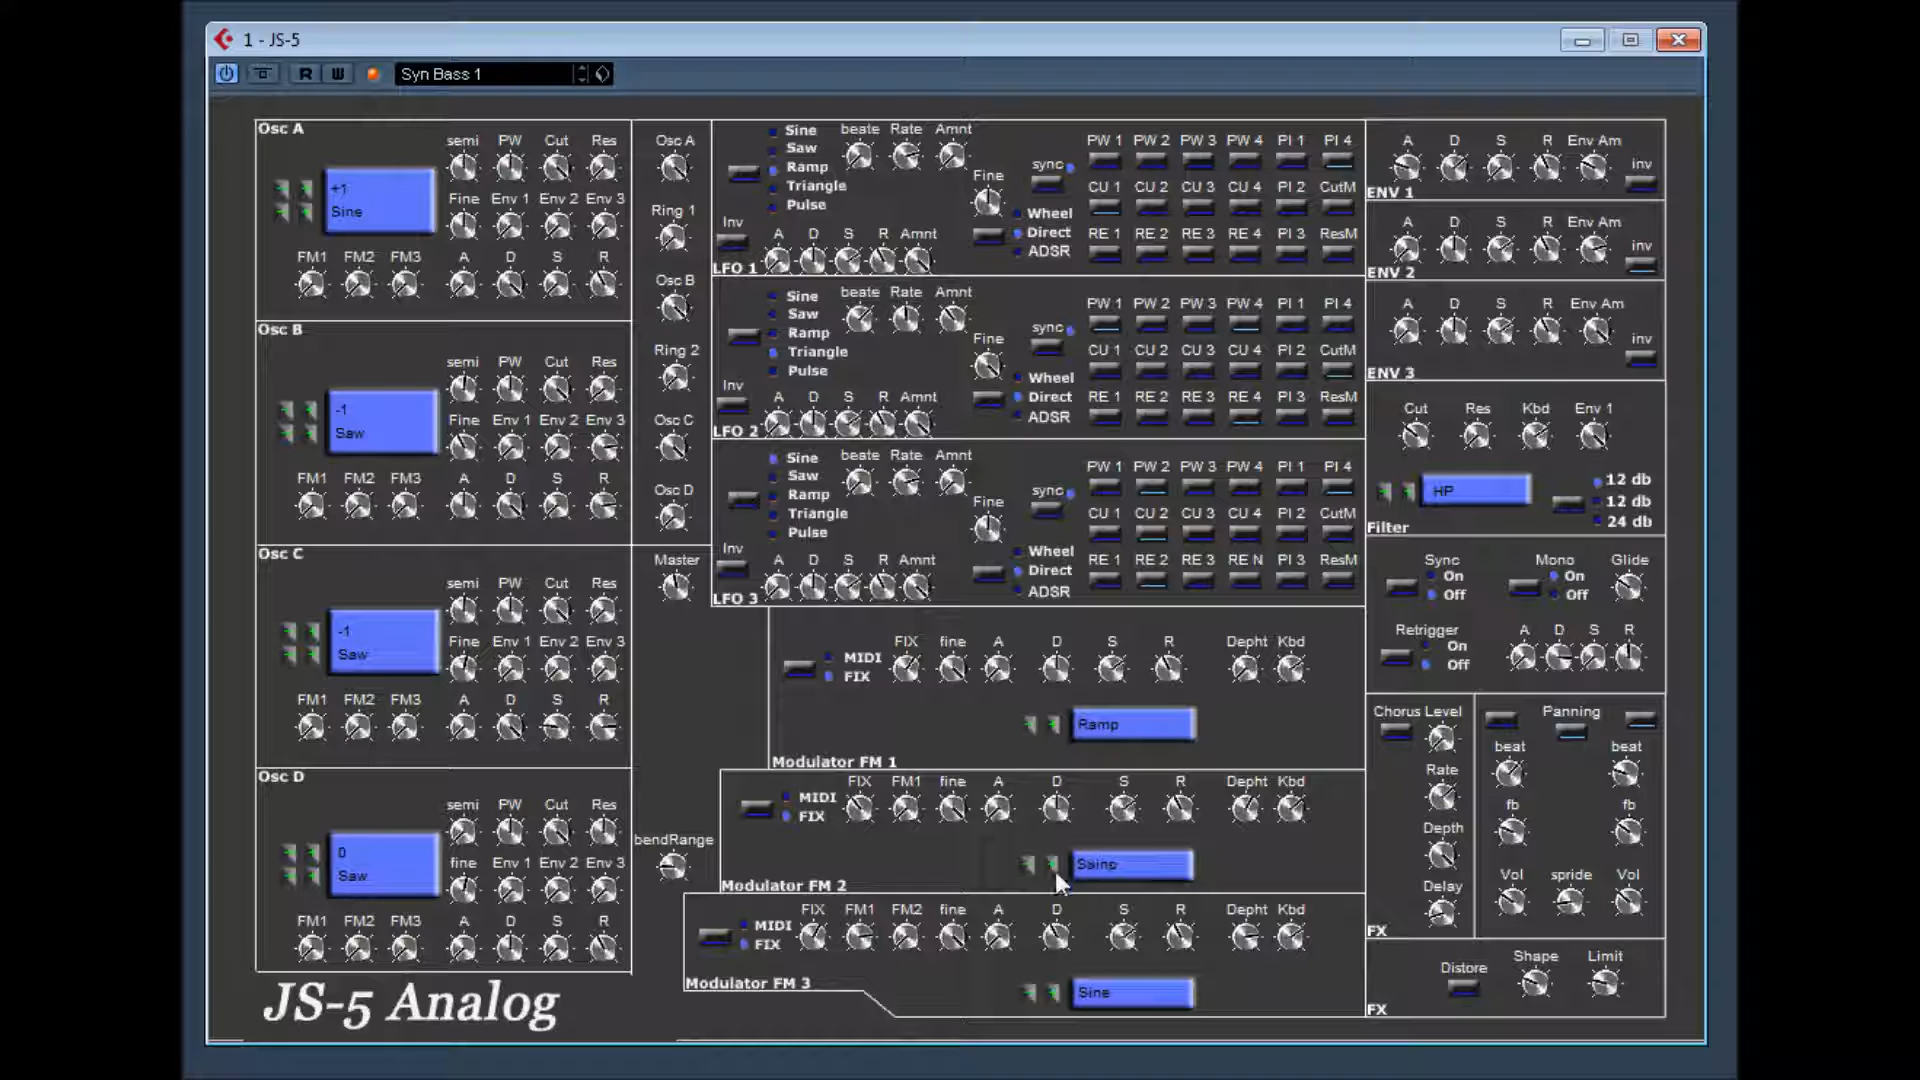 1 - JS-5
R W Syn Bass 1
Osc A
semi PW Cut Res
+1
Sine
Fine Env 1 Env 2 Env 3
FM1 FM2 FM3 A D S R
Osc B
semi PW Cut Res
-1
Saw
Fine Env 1 Env 2 Env 3
FM1 FM2 FM3 A D S R
Osc C
semi PW Cut Res
-1
Saw
Fine Env 1 Env 2 Env 3
FM1 FM2 FM3 A D S R
Osc D
semi PW Cut Res
0
Saw
fine Env 1 Env 2 Env 3
FM1 FM2 FM3 A D S R
JS-5 Analog
Osc A
Ring 1
Osc B
Ring 2
Osc C
Osc D
Master
bendRange
Sine
Saw
Ramp
Triangle
Pulse
beate Rate Amnt
Fine
sync
Wheel
Direct
ADSR
Inv
A D S R Amnt
LFO 1
PW 1 PW 2 PW 3 PW 4 PI 1 PI 4
CU 1 CU 2 CU 3 CU 4 PI 2 CutM
RE 1 RE 2 RE 3 RE 4 PI 3 ResM
Sine
Saw
Ramp
Triangle
Pulse
beate Rate Amnt
Fine
sync
Wheel
Direct
ADSR
Inv
A D S R Amnt
LFO 2
PW 1 PW 2 PW 3 PW 4 PI 1 PI 4
CU 1 CU 2 CU 3 CU 4 PI 2 CutM
RE 1 RE 2 RE 3 RE 4 PI 3 ResM
Sine
Saw
Ramp
Triangle
Pulse
beate Rate Amnt
Fine
sync
Wheel
Direct
ADSR
Inv
A D S R Amnt
LFO 3
PW 1 PW 2 PW 3 PW 4 PI 1 PI 4
CU 1 CU 2 CU 3 CU 4 PI 2 CutM
RE 1 RE 2 RE 3 RE N PI 3 ResM
MIDI
FIX
FIX fine A D S R Depht Kbd
Ramp
Modulator FM 1
MIDI
FIX
FIX FM1 fine A D S R Depht Kbd
Modulator FM 2
MIDI
FIX
FIX FM1 FM2 fine A D S R Depht Kbd
Sine
Modulator FM 3
A D S R Env Am
inv
ENV 1
A D S R Env Am
inv
ENV 2
A D S R Env Am
inv
ENV 3
Cut Res Kbd Env 1
HP
12 db
12 db
24 db
Filter
Sync
On
Off
Mono
On
Off
Glide
Retrigger
On
Off
A D S R
Chorus Level
Rate
Depth
Delay
FX
Panning
beat beat
fb fb
Vol spride Vol
Distore Shape Limit
FX